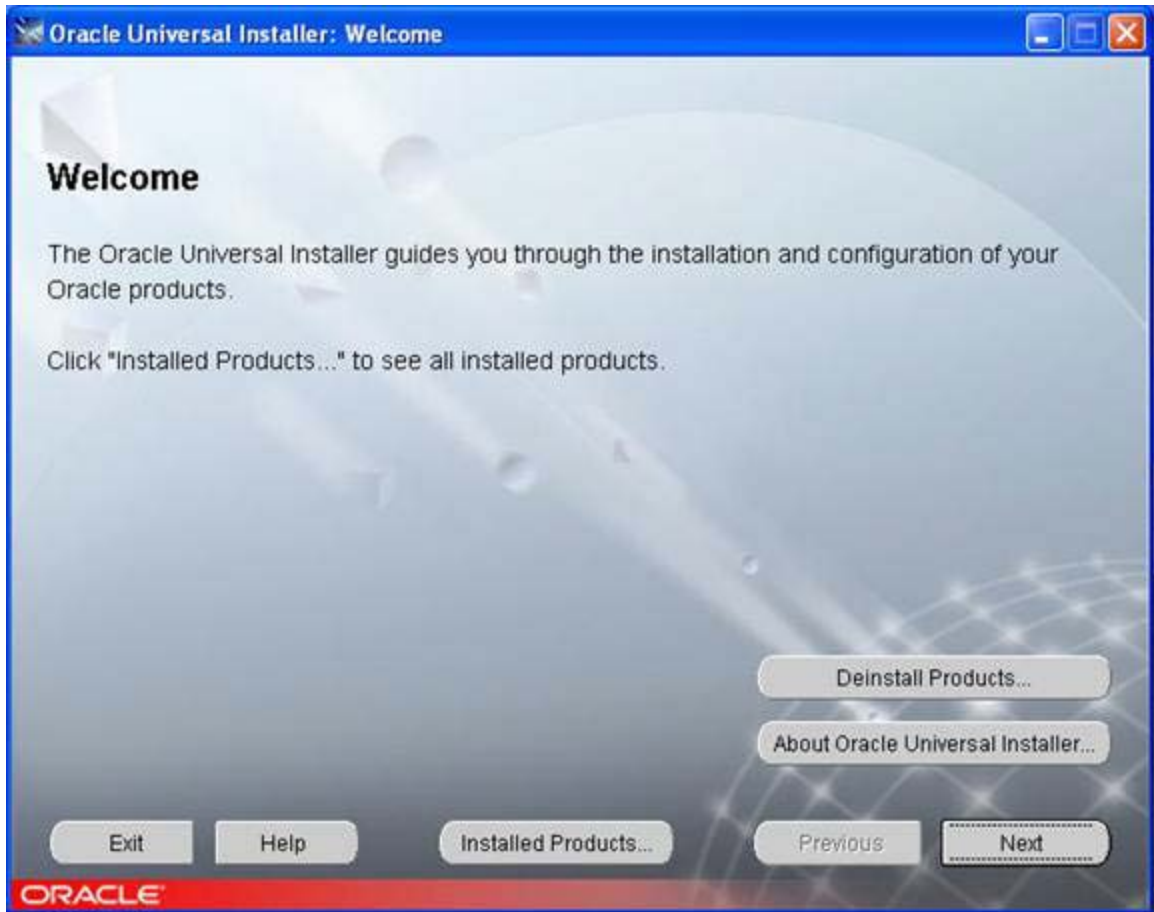 Oracle Universal Installer: Welcome
Welcome
The Oracle Universal Installer guides you through the installation and configuration of your
Oracle products.
Click "Installed Products..." to see all installed products.
Deinstall Products...
About Oracle Universal Installer...
Exit Help Installed Products... Previous Next
ORACLE